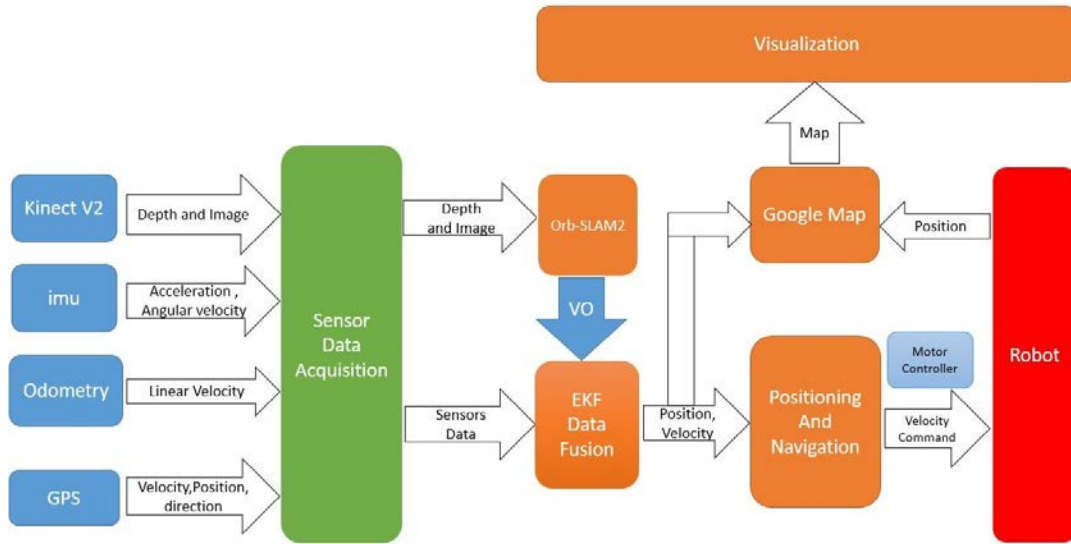 Visualization
Map
Kinect V2
Depth and Image
Depth
and Image
Orb-SLAM2
Google Map
Position
imu
Acceleration ,
Angular velocity
VO
Sensor
Data
Acquisition
Motor
Controller
Robot
Odometry
Linear Velocity
Sensors
Data
EKF
Data
Fusion
Position,
Velocity
Positioning
And
Navigation
Velocity
Command
GPS
Velocity,Position,
direction